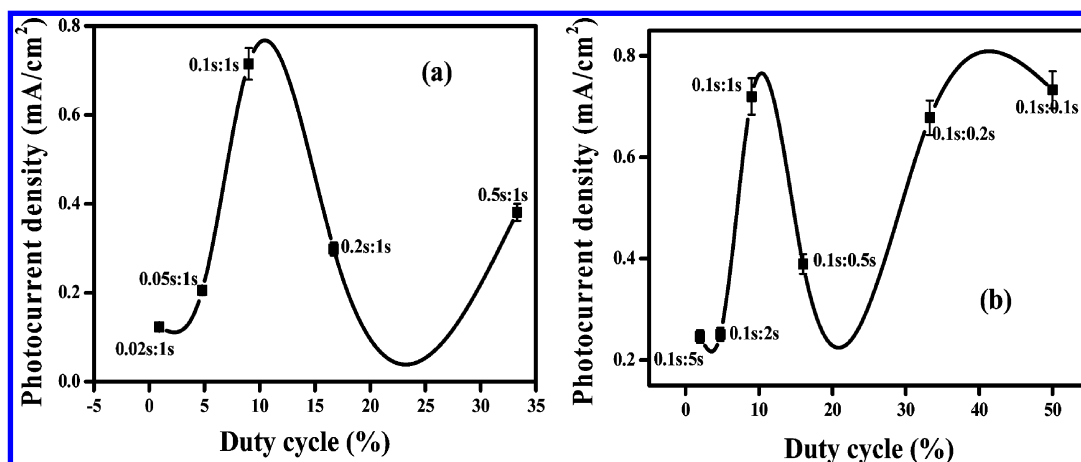 Photocurrent density (mA/cm²)
0.8
0.6
0.4
0.2
0.0
(a)
0.1s:1s
0.5s:1s
0.2s:1s
0.05s:1s
0.02s:1s
-5 0 5 10 15 20 25 30 35
Duty cycle (%)
Photocurrent density (mA/cm²)
0.8
0.6
0.4
0.2
0.1s:1s
0.1s:0.1s
0.1s:0.2s
0.1s:0.5s
(b)
0.1s:2s
0.1s:5s
0 10 20 30 40 50
Duty cycle (%)